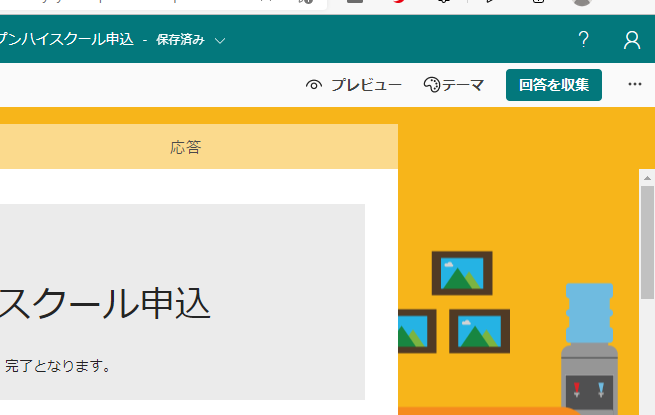 プンハイスクール申込 - 保存済み
?
プレビュー テーマ 回答を収集 ...
応答
スクール申込
完了となります。